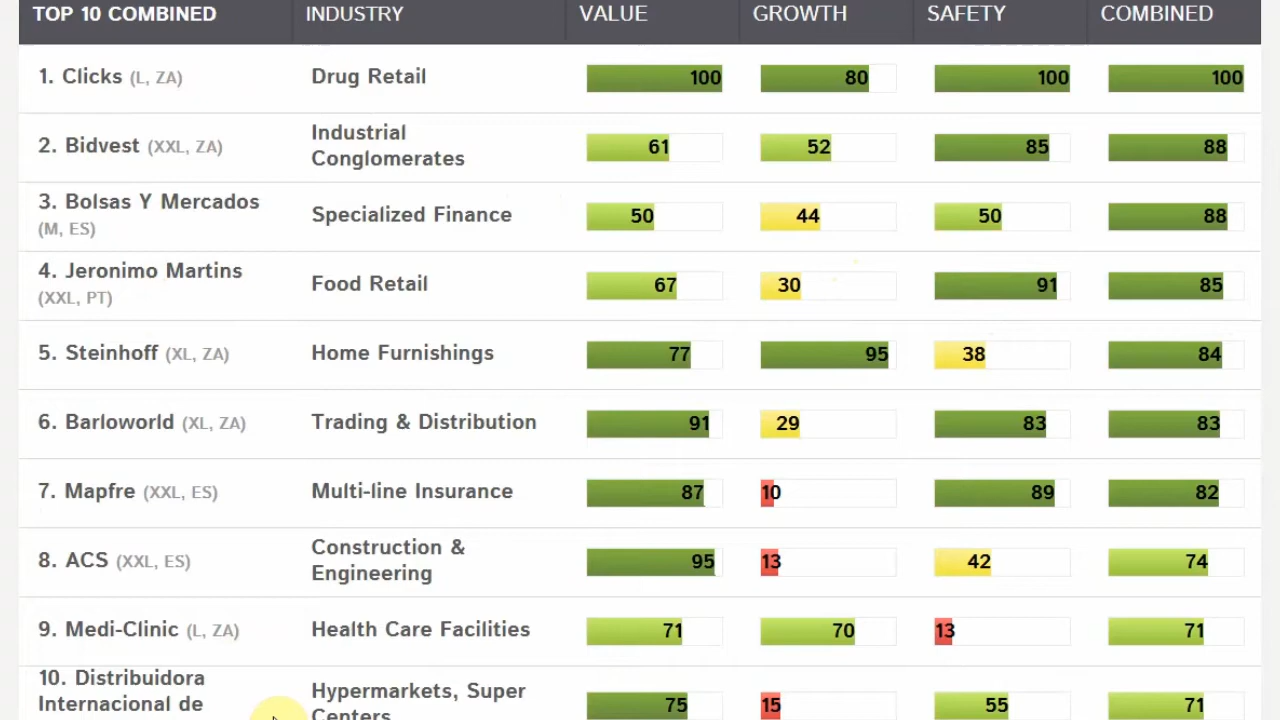 TOP 10 COMBINED INDUSTRY VALUE GROWTH SAFETY COMBINED
1. Clicks (L, ZA) Drug Retail 100 80 100 100
2. Bidvest (XXL, ZA) Industrial Conglomerates 61 52 85 88
3. Bolsas Y Mercados (M, ES) Specialized Finance 50 44 50 88
4. Jeronimo Martins (XXL, PT) Food Retail 67 30 91 85
5. Steinhoff (XL, ZA) Home Furnishings 77 95 38 84
6. Barloworld (XL, ZA) Trading & Distribution 91 29 83 83
7. Mapfre (XXL, ES) Multi-line Insurance 87 10 89 82
8. ACS (XXL, ES) Construction & Engineering 95 13 42 74
9. Medi-Clinic (L, ZA) Health Care Facilities 71 70 13 71
10. Distribuidora Internacional de Hypermarkets, Super Centers 75 15 55 71